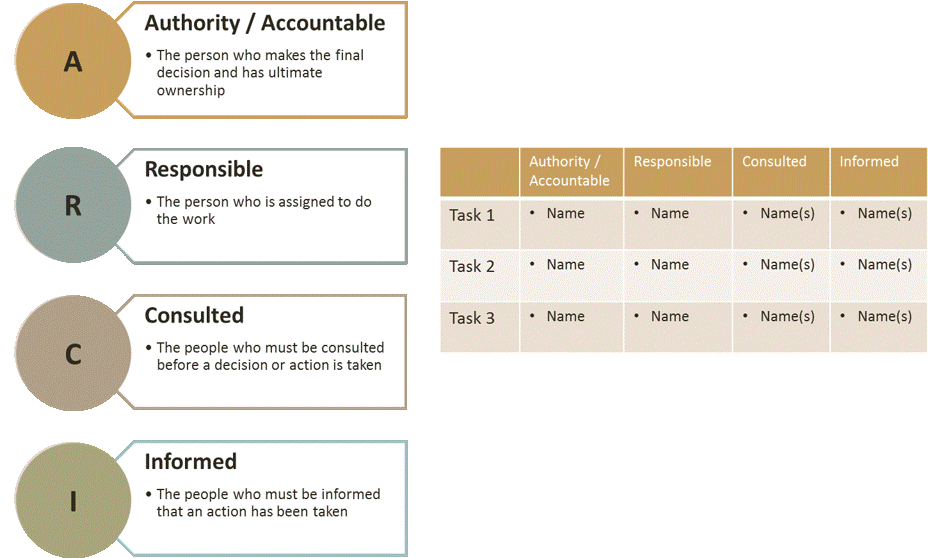 A
Authority / Accountable
• The person who makes the final
decision and has ultimate
ownership
R
Responsible
• The person who is assigned to do
the work
C
Consulted
• The people who must be consulted
before a decision or action is taken
I
Informed
• The people who must be informed
that an action has been taken
Authority / Accountable Responsible Consulted Informed
Task 1 • Name • Name • Name(s) • Name(s)
Task 2 • Name • Name • Name(s) • Name(s)
Task 3 • Name • Name • Name(s) • Name(s)